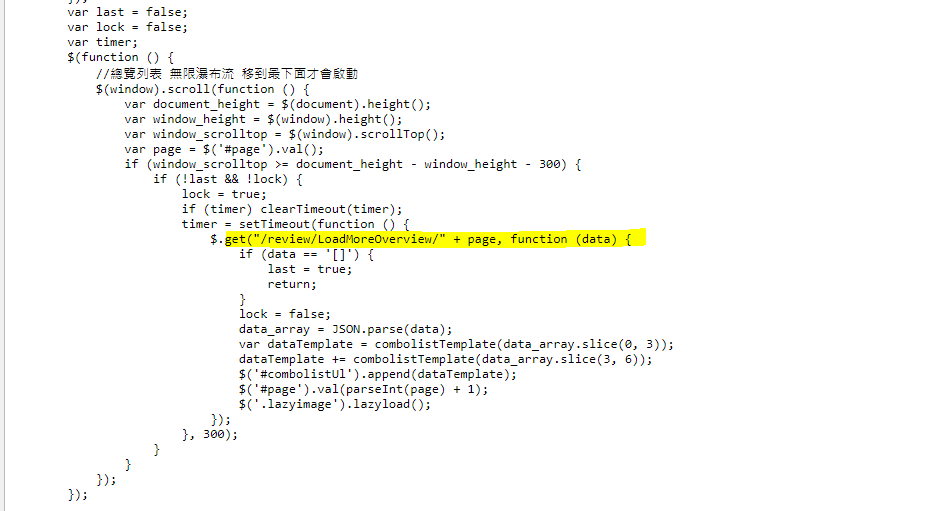 });
var last = false;
var lock = false;
var timer;
$(function () {
//總覽列表 無限瀑布流 移到最下面才會啟動
$(window).scroll(function () {
var document_height = $(document).height();
var window_height = $(window).height();
var window_scrolltop = $(window).scrollTop();
var page = $('#page').val();
if (window_scrolltop >= document_height - window_height - 300) {
if (!last && !lock) {
lock = true;
if (timer) clearTimeout(timer);
timer = setTimeout(function () {
$.get("/review/LoadMoreOverview/" + page, function (data) {
if (data == '[]') {
last = true;
return;
}
lock = false;
data_array = JSON.parse(data);
var dataTemplate = combolistTemplate(data_array.slice(0, 3));
dataTemplate += combolistTemplate(data_array.slice(3, 6));
$('#combolistUl').append(dataTemplate);
$('#page').val(parseInt(page) + 1);
$('.lazyimage').lazyload();
});
}, 300);
}
}
});
});